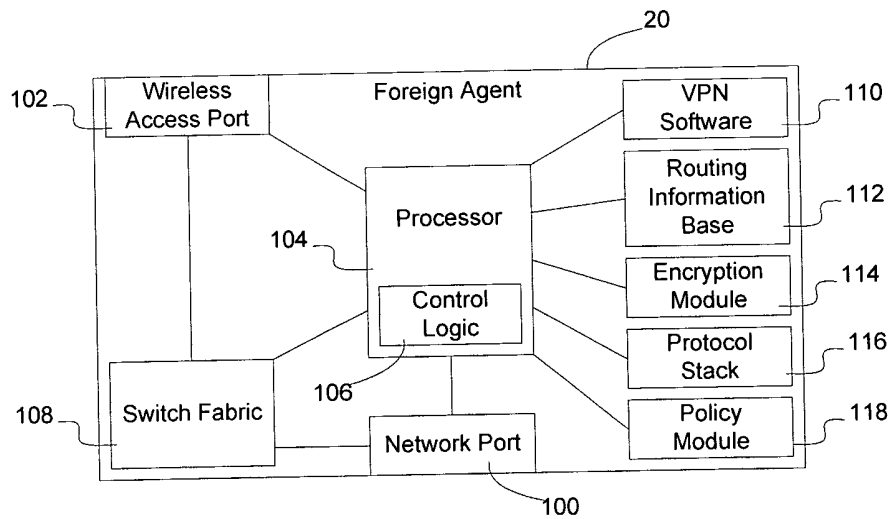 20
102
Wireless
Access Port
Foreign Agent
VPN
Software
110
Processor
Routing
Information
Base
112
104
Encryption
Module
114
Control
Logic
106
Protocol
Stack
116
108
Switch Fabric
Network Port
Policy
Module
118
100